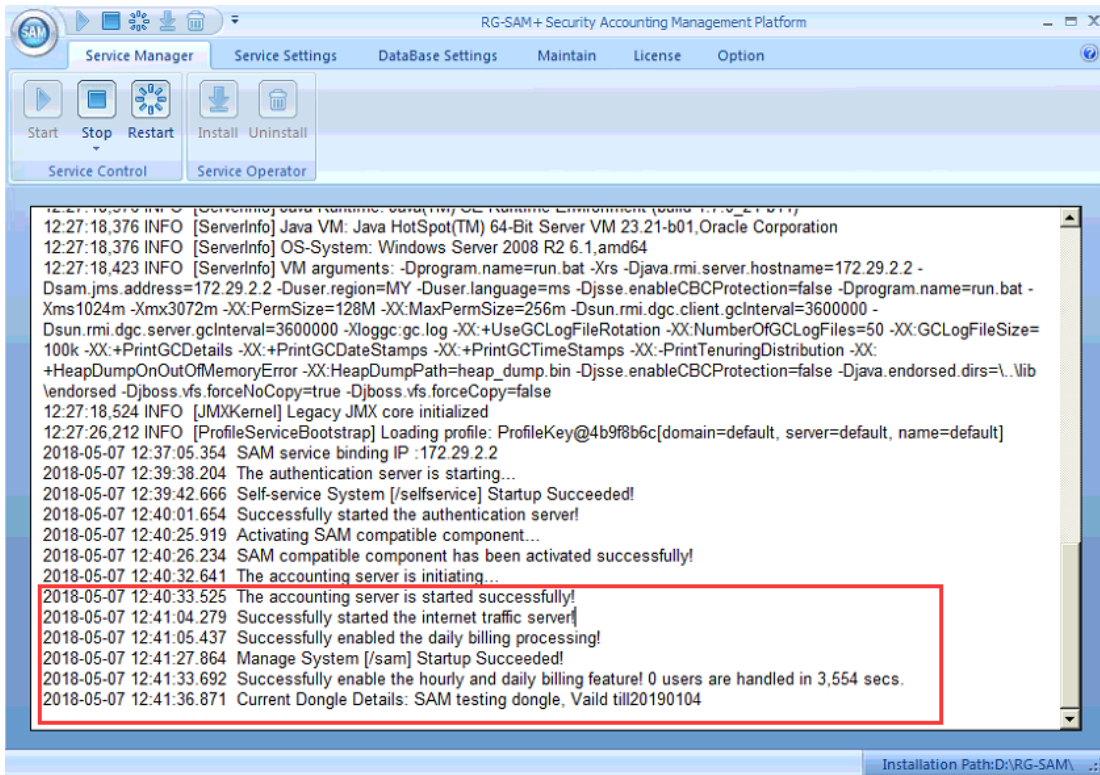 SAM
RG-SAM+ Security Accounting Management Platform
Service Manager Service Settings DataBase Settings Maintain License Option
Start Stop Restart Install Uninstall
Service Control Service Operator
12:27:18,376 INFO [ServerInfo] Java Runtime: Java(TM) SE Runtime Environment (build 1.7.0_21-b11)
12:27:18,376 INFO [ServerInfo] Java VM: Java HotSpot(TM) 64-Bit Server VM 23.21-b01,Oracle Corporation
12:27:18,376 INFO [ServerInfo] OS-System: Windows Server 2008 R2 6.1,amd64
12:27:18,423 INFO [ServerInfo] VM arguments: -Dprogram.name=run.bat -Xrs -Djava.rmi.server.hostname=172.29.2.2 -
Dsam.jms.address=172.29.2.2 -Duser.region=MY -Duser.language=ms -Djsse.enableCBCProtection=false -Dprogram.name=run.bat -
Xms1024m -Xmx3072m -XX:PermSize=128M -XX:MaxPermSize=256m -Dsun.rmi.dgc.client.gcInterval=3600000 -
Dsun.rmi.dgc.server.gcInterval=3600000 -Xloggc:gc.log -XX:+UseGCLogFileRotation -XX:NumberOfGCLogFiles=50 -XX:GCLogFileSize=
100k -XX:+PrintGCDetails -XX:+PrintGCDateStamps -XX:+PrintGCTimeStamps -XX:-PrintTenuringDistribution -XX:
+HeapDumpOnOutOfMemoryError -XX:HeapDumpPath=heap_dump.bin -Djsse.enableCBCProtection=false -Djava.endorsed.dirs=\..\lib
\endorsed -Djboss.vfs.forceNoCopy=true -Djboss.vfs.forceCopy=false
12:27:18,524 INFO [JMXKernel] Legacy JMX core initialized
12:27:26,212 INFO [ProfileServiceBootstrap] Loading profile: ProfileKey@4b9f8b6c[domain=default, server=default, name=default]
2018-05-07 12:37:05.354 SAM service binding IP :172.29.2.2
2018-05-07 12:39:38.204 The authentication server is starting...
2018-05-07 12:39:42.666 Self-service System [/selfservice] Startup Succeeded!
2018-05-07 12:40:01.654 Successfully started the authentication server!
2018-05-07 12:40:25.919 Activating SAM compatible component...
2018-05-07 12:40:26.234 SAM compatible component has been activated successfully!
2018-05-07 12:40:32.641 The accounting server is initiating...
2018-05-07 12:40:33.525 The accounting server is started successfully!
2018-05-07 12:41:04.279 Successfully started the internet traffic server!
2018-05-07 12:41:05.437 Successfully enabled the daily billing processing!
2018-05-07 12:41:27.864 Manage System [/sam] Startup Succeeded!
2018-05-07 12:41:33.692 Successfully enable the hourly and daily billing feature! 0 users are handled in 3,554 secs.
2018-05-07 12:41:36.871 Current Dongle Details: SAM testing dongle, Vaild till20190104
Installation Path:D:\RG-SAM\